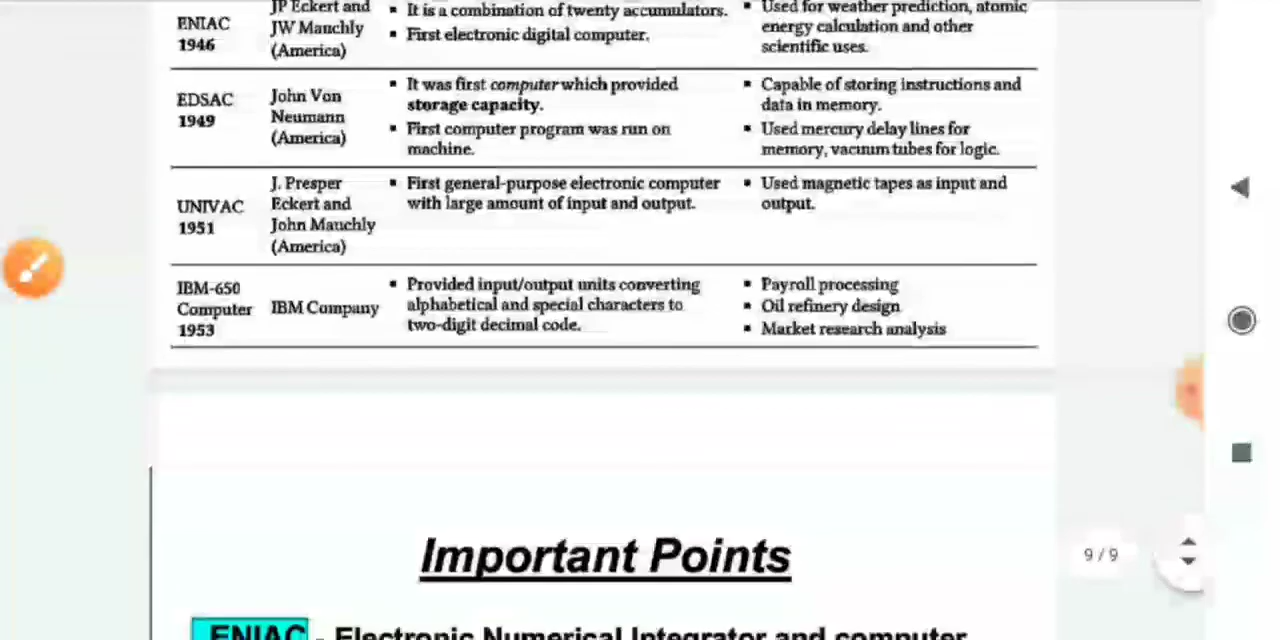 ENIAC
1946
JP Eckert and
JW Mauchly
(America)
▪ It is a combination of twenty accumulators.
▪ First electronic digital computer.
▪ Used for weather prediction, atomic
energy calculation and other
scientific uses.
EDSAC
1949
John Von
Neumann
(America)
▪ It was first computer which provided
storage capacity.
▪ First computer program was run on
machine.
▪ Capable of storing instructions and
data in memory.
▪ Used mercury delay lines for
memory, vacuum tubes for logic.
UNIVAC
1951
J. Presper
Eckert and
John Mauchly
(America)
▪ First general-purpose electronic computer
with large amount of input and output.
▪ Used magnetic tapes as input and
output.
IBM-650
Computer
1953
IBM Company
▪ Provided input/output units converting
alphabetical and special characters to
two-digit decimal code.
▪ Payroll processing
▪ Oil refinery design
▪ Market research analysis
9 / 9
Important Points
ENIAC - Electronic Numerical Integrator and computer